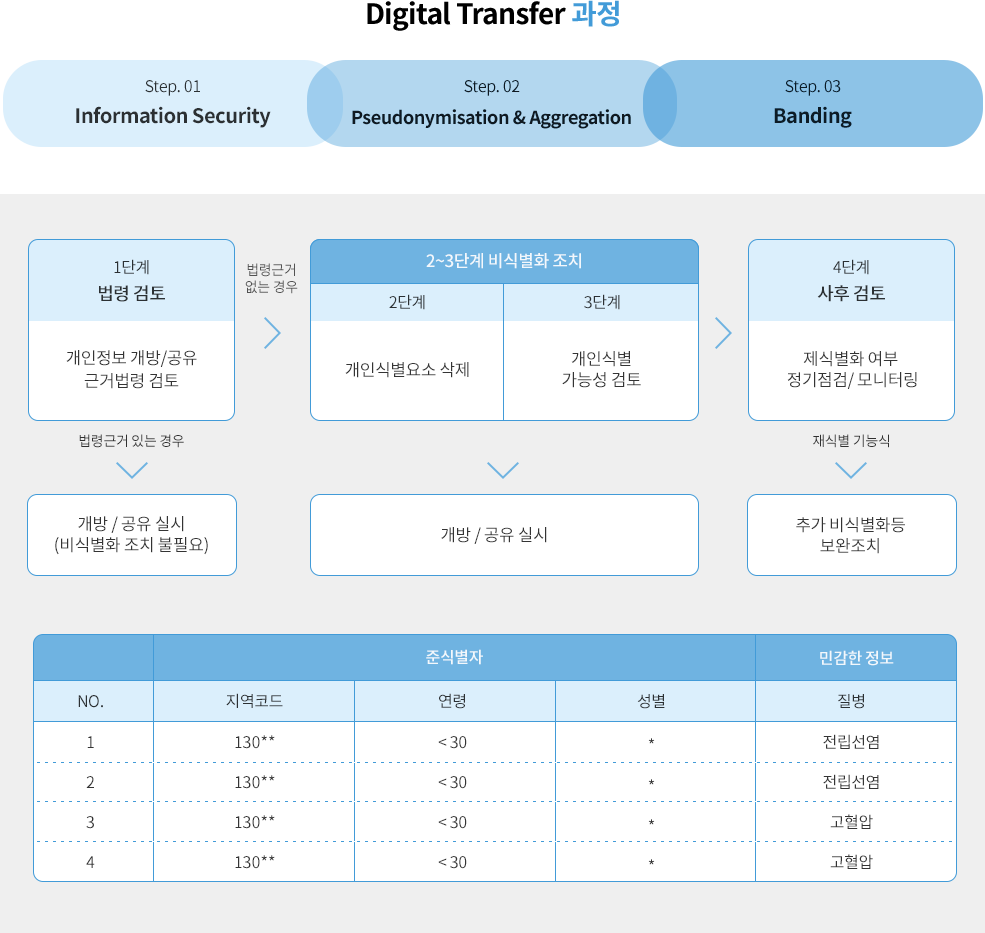 Digital Transfer 과정
Step. 01
Information Security
Step. 02
Pseudonymisation & Aggregation
Step. 03
Banding
1단계
법령 검토
개인정보 개방/공유
근거법령 검토
법령근거
없는 경우
2~3단계 비식별화 조치
2단계
3단계
개인식별요소 삭제
개인식별
가능성 검토
4단계
사후 검토
제식별화 여부
정기점검/ 모니터링
법령근거 있는 경우
재식별 기능식
개방 / 공유 실시
(비식별화 조치 불필요)
개방 / 공유 실시
추가 비식별화등
보완조치
준식별자 민감한 정보
NO. 지역코드 연령 성별 질병
1 130** < 30 * 전립선염
2 130** < 30 * 전립선염
3 130** < 30 * 고혈압
4 130** < 30 * 고혈압